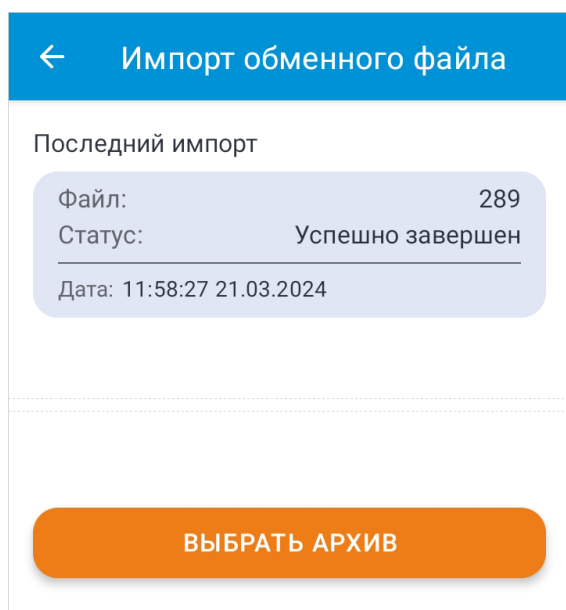 Импорт обменного файла
Последний импорт
Файл: 289
Статус: Успешно завершен
Дата: 11:58:27 21.03.2024
ВЫБРАТЬ АРХИВ